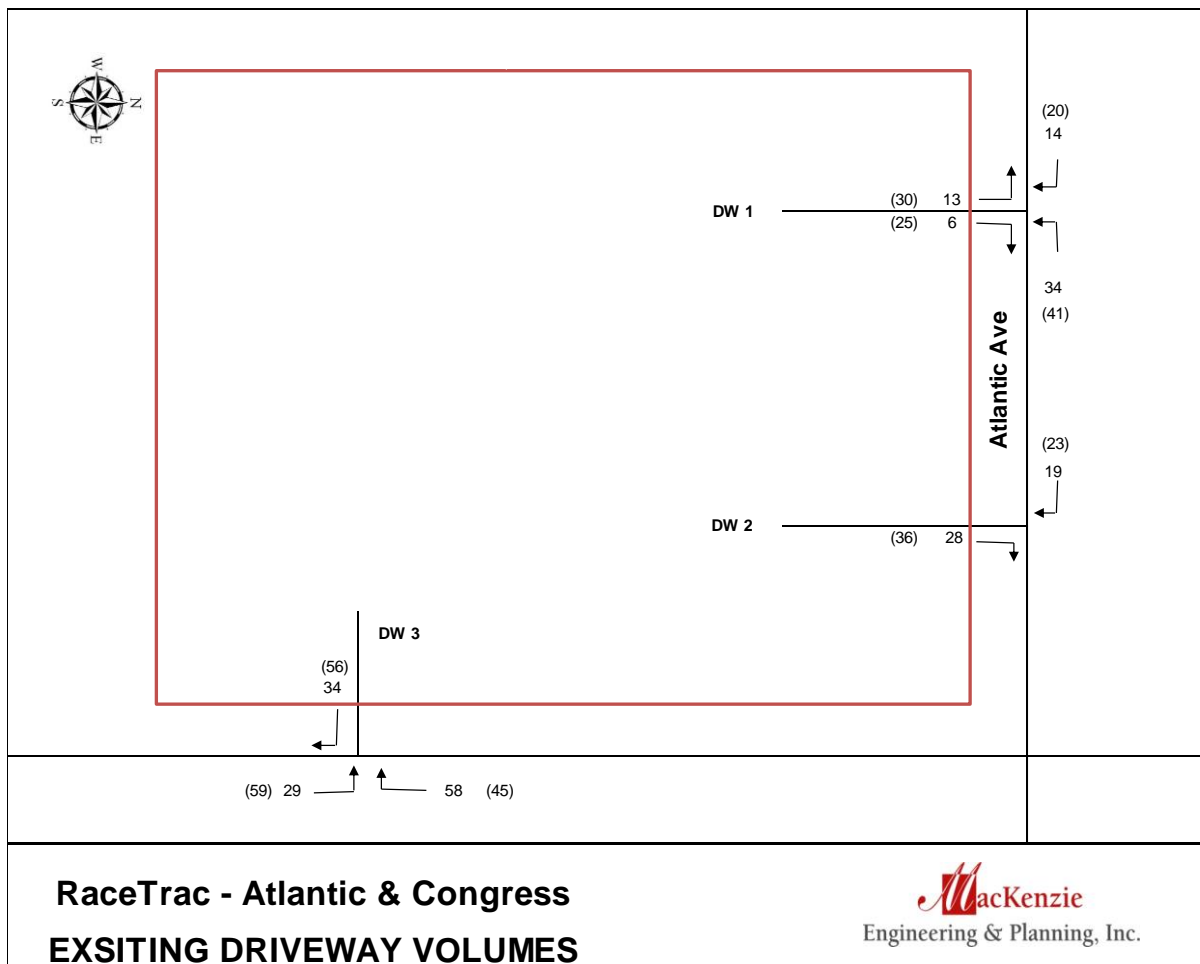 W
S
N
E
(20)
14
DW 1
(30) 13
(25) 6
34
(41)
Atlantic Ave
(23)
19
DW 2
(36) 28
DW 3
(56)
34
(59) 29
58 (45)
RaceTrac - Atlantic & Congress
EXSITING DRIVEWAY VOLUMES
MacKenzie
Engineering & Planning, Inc.